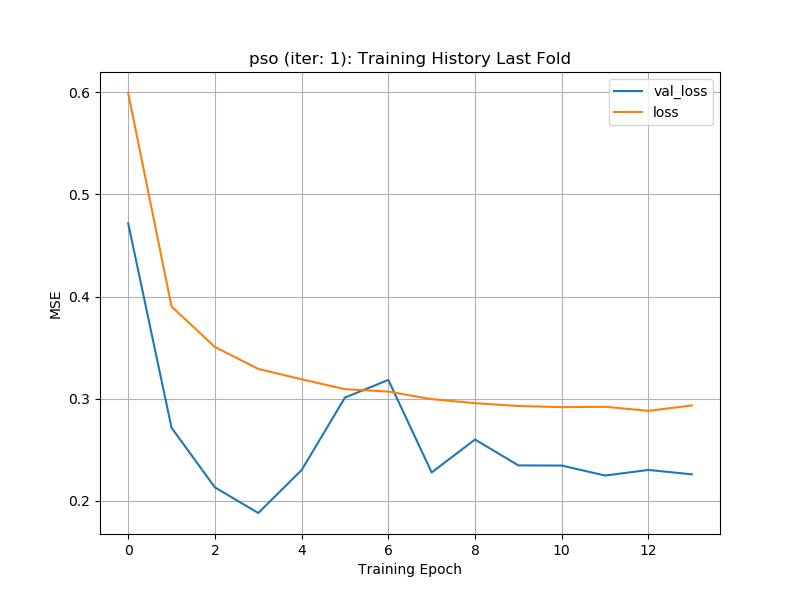 pso (iter: 1): Training History Last Fold
val_loss
loss
0.6
0.5
0.4
0.3
0.2
MSE
0 2 4 6 8 10 12
Training Epoch